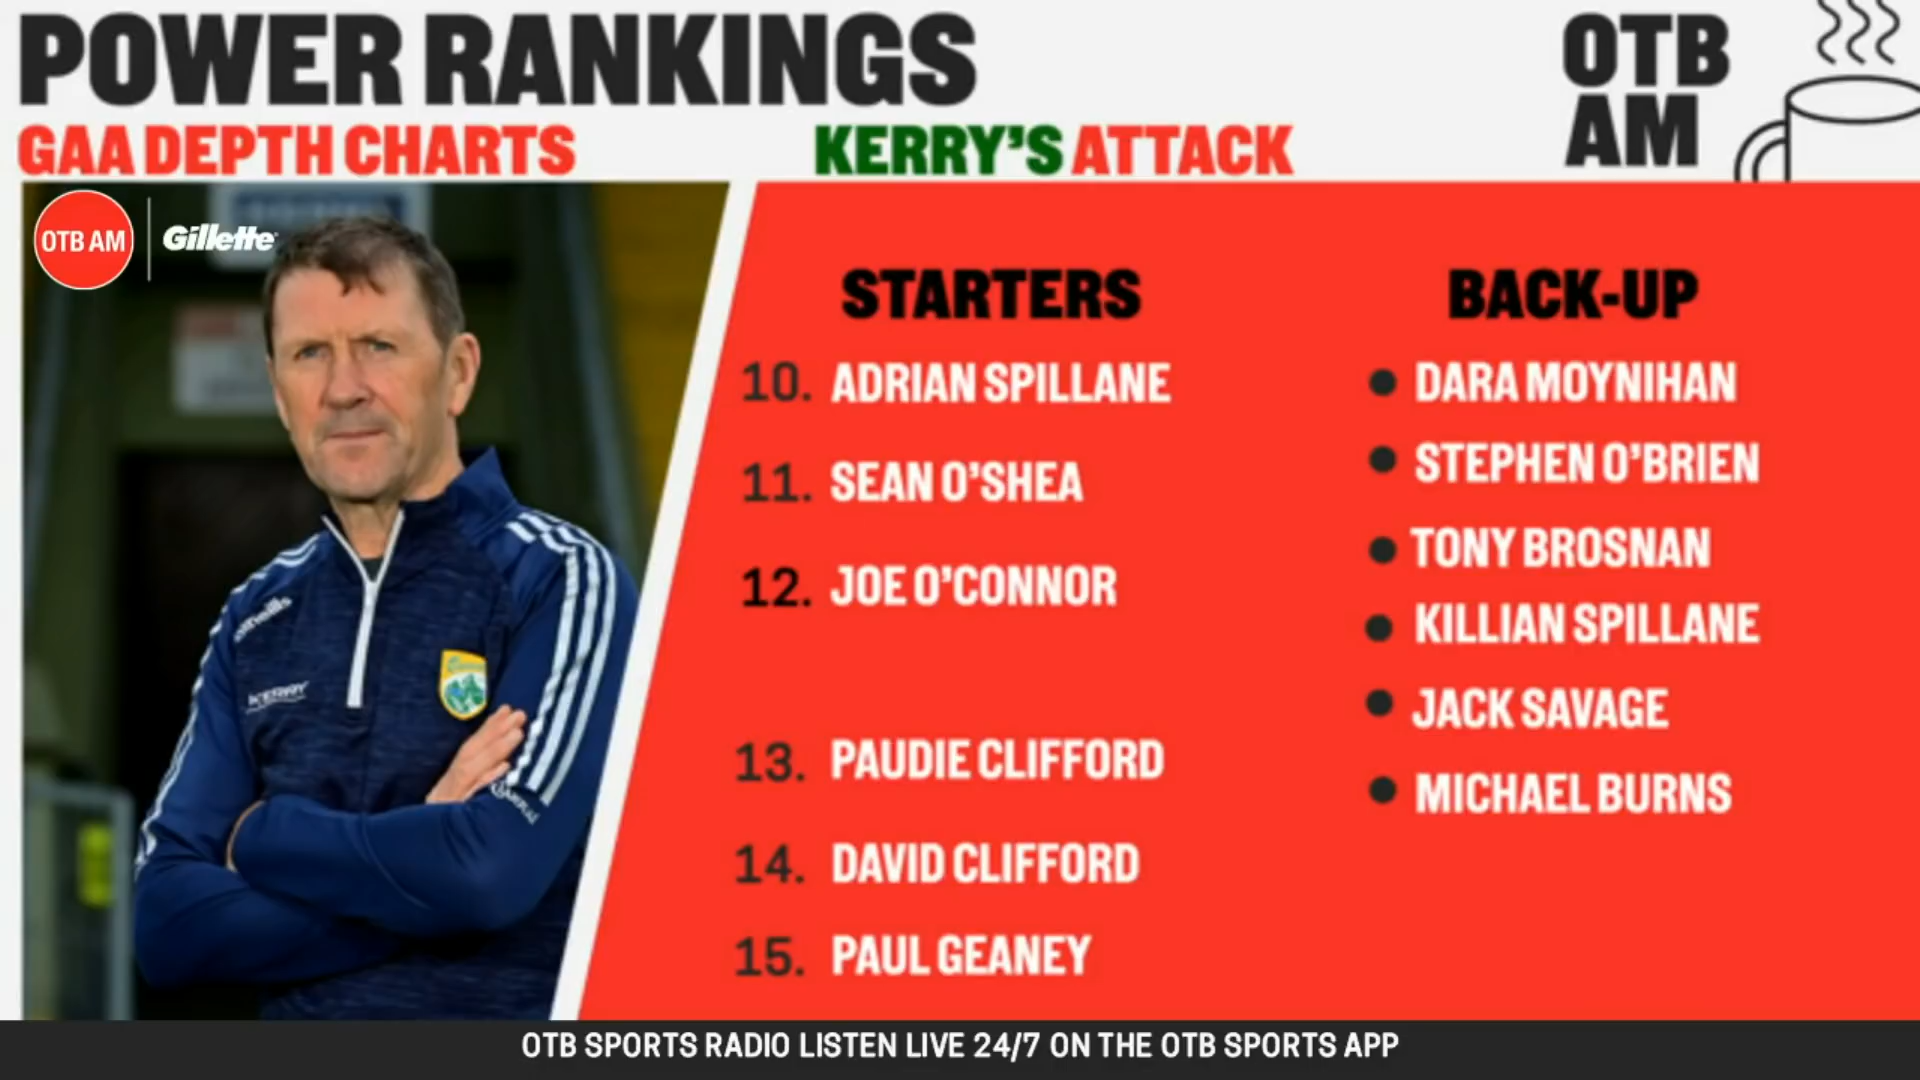 POWER RANKINGS
OTB
AM
GAA DEPTH CHARTS
KERRY'S ATTACK
OTB AM
Gillette
KERRY
STARTERS
10. ADRIAN SPILLANE
11. SEAN O'SHEA
12. JOE O'CONNOR
13. PAUDIE CLIFFORD
14. DAVID CLIFFORD
15. PAUL GEANEY
BACK-UP
DARA MOYNIHAN
STEPHEN O'BRIEN
TONY BROSNAN
KILLIAN SPILLANE
JACK SAVAGE
MICHAEL BURNS
OTB SPORTS RADIO LISTEN LIVE 24/7 ON THE OTB SPORTS APP